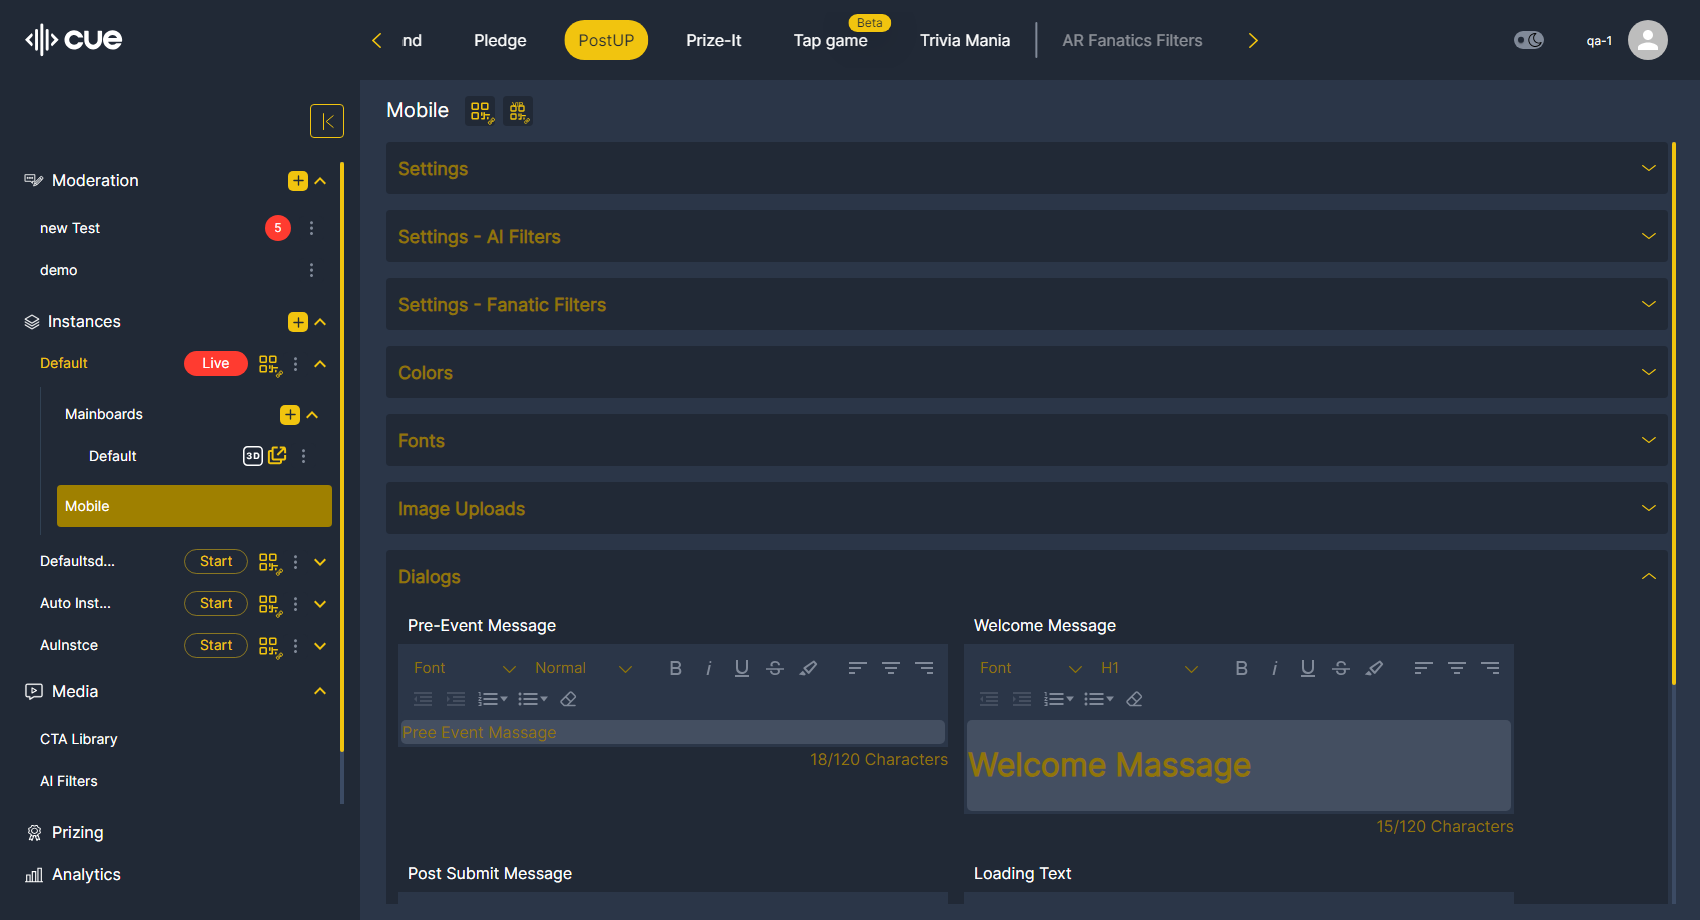 cue
nd
Pledge
PostUP
Prize-It
Beta
Tap game
Trivia Mania
AR Fanatics Filters
qa-1
Moderation
new Test
5
demo
Instances
Default
Live
Mainboards
Default
3D
Mobile
Defaultsd...
Start
Auto Inst...
Start
AuInstce
Start
Media
CTA Library
AI Filters
Prizing
Analytics
Mobile
Settings
Settings - AI Filters
Settings - Fanatic Filters
Colors
Fonts
Image Uploads
Dialogs
Pre-Event Message
Font
Normal
B i U S
Pree Event Massage
18/120 Characters
Welcome Message
Font
H1
B i U S
Welcome Massage
15/120 Characters
Post Submit Message
Loading Text